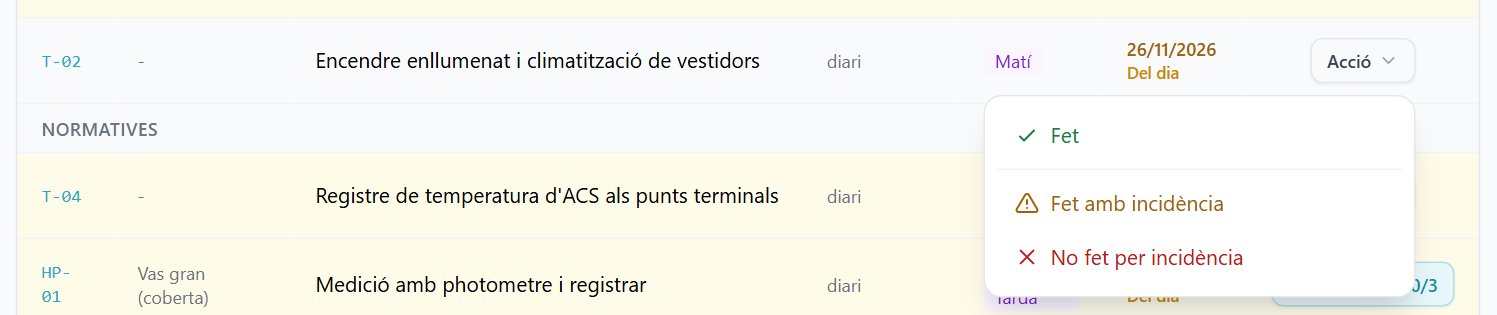 T-02 - Encendre enllumenat i climatització de vestidors diari Matí 26/11/2026 Acció
Del dia
NORMATIVES
Fet
T-04 - Registre de temperatura d'ACS als punts terminals diari
Fet amb incidència
No fet per incidència
HP-
01
Vas gran
(coberta)
Medició amb photometre i registrar diari
Tarda Del dia 0/3